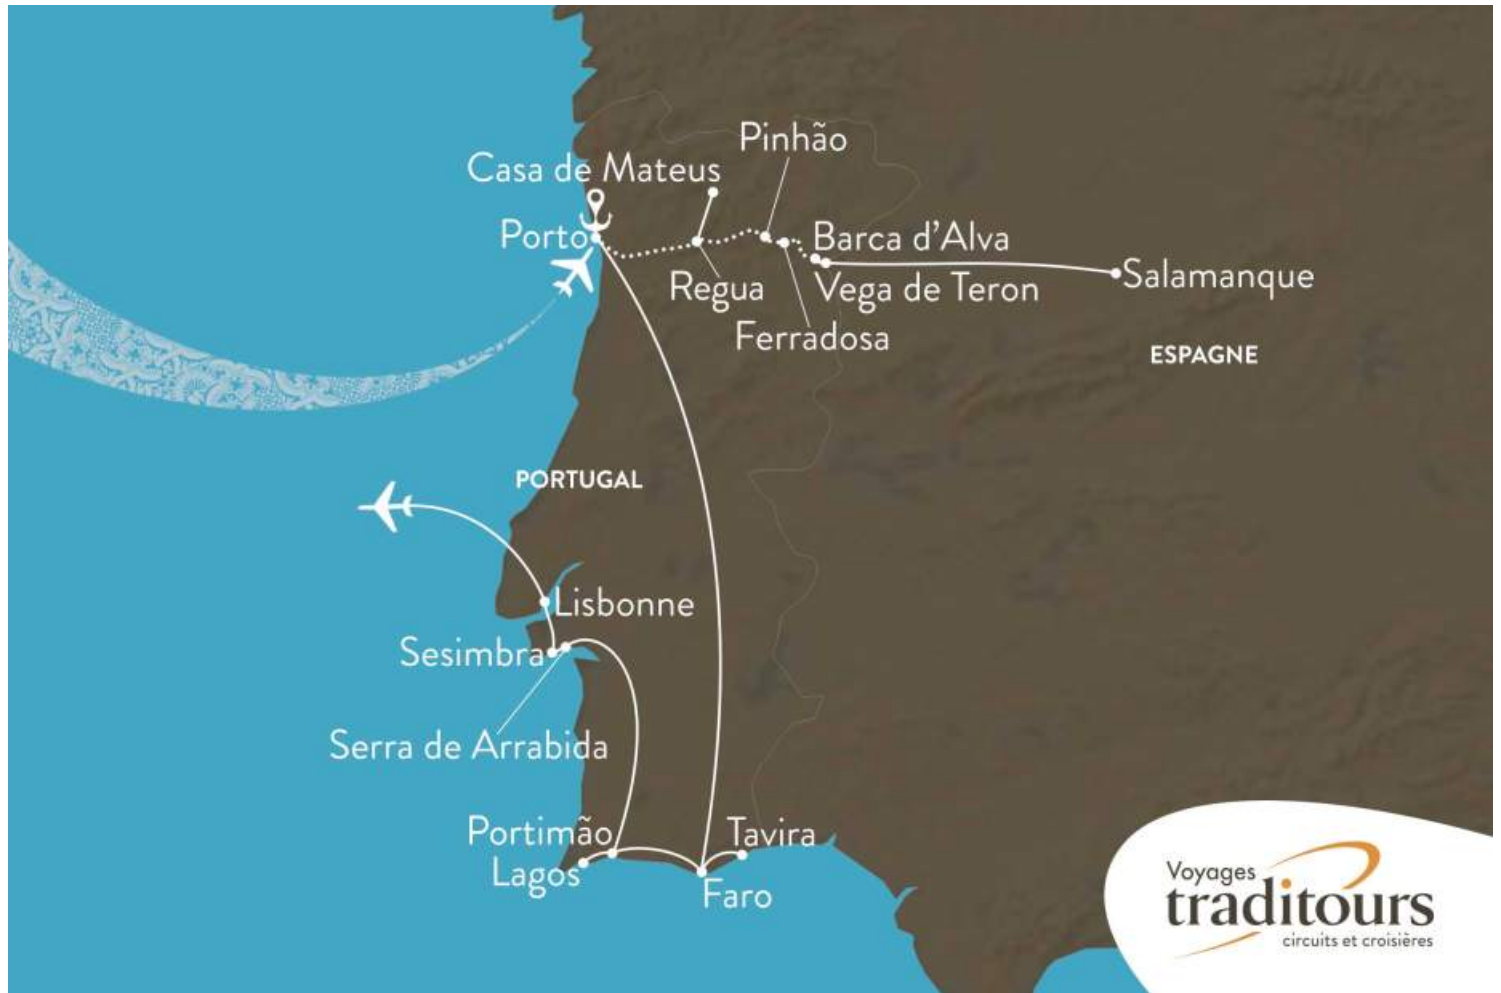 Pinhão
Casa de Mateus
Porto
Barca d'Alva
Regua
Vega de Teron
Salamanque
Ferradosa
ESPAGNE
PORTUGAL
Lisbonne
Sesimbra
Serra de Arrabida
Portimão
Tavira
Lagos
Faro
Voyages
traditours
circuits et croisières